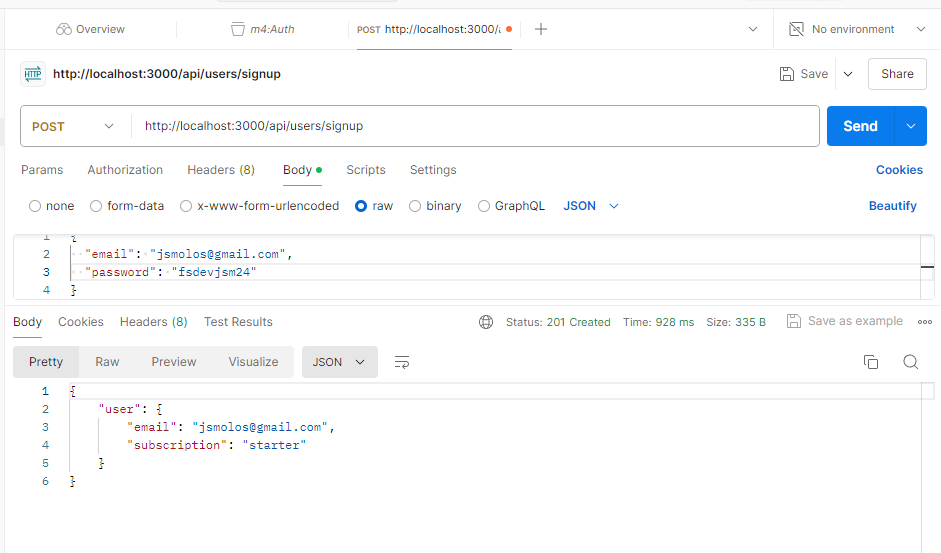 Overview m4:Auth POST http://localhost:3000/a No environment
HTTP http://localhost:3000/api/users/signup Save Share
POST http://localhost:3000/api/users/signup Send
Params Authorization Headers (8) Body Scripts Settings Cookies
none form-data x-www-form-urlencoded raw binary GraphQL JSON Beautify
1 {
2 "email": "jsmolos@gmail.com",
3 "password": "fsdevjsm24"
4 }
Body Cookies Headers (8) Test Results Status: 201 Created Time: 928 ms Size: 335 B Save as example
Pretty Raw Preview Visualize JSON
1 {
2 "user": {
3 "email": "jsmolos@gmail.com",
4 "subscription": "starter"
5 }
6 }